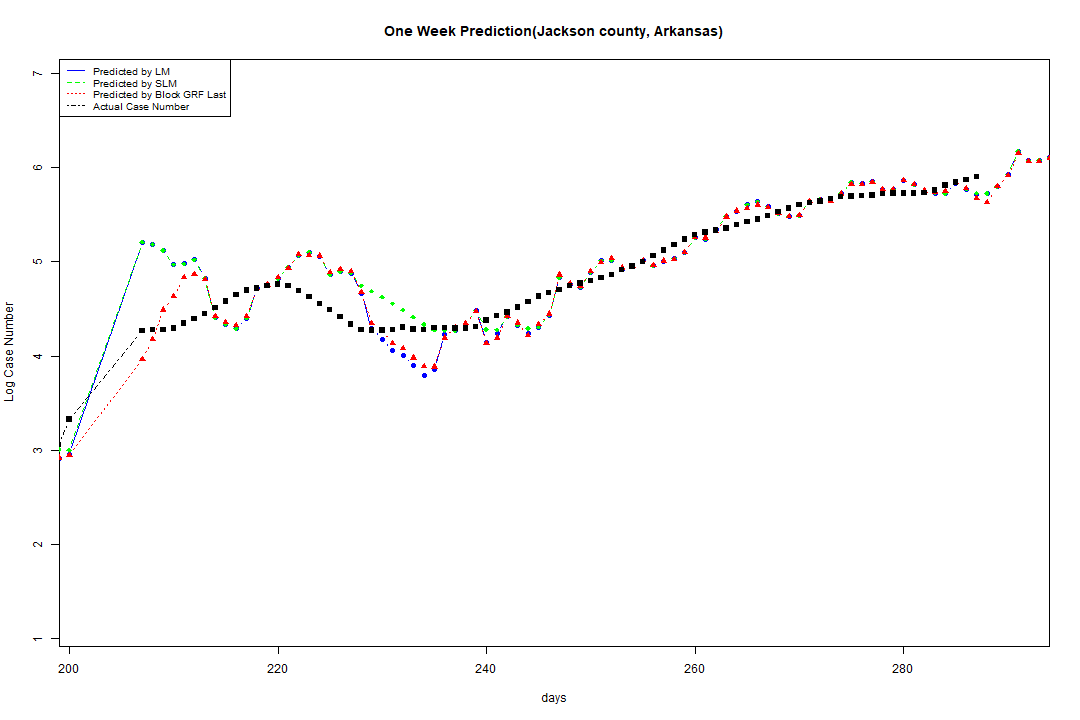 One Week Prediction(Jackson county, Arkansas)
Predicted by LM
Predicted by SLM
Predicted by Block GRF Last
Actual Case Number
7
6
5
4
3
2
1
Log Case Number
200 220 240 260 280
days